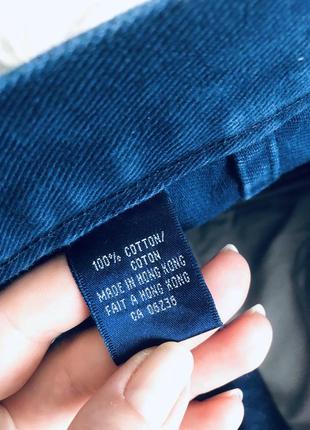 100% COTTON/
COTON
MADE IN HONG KONG
FAIT A HONG KONG
CA 06236